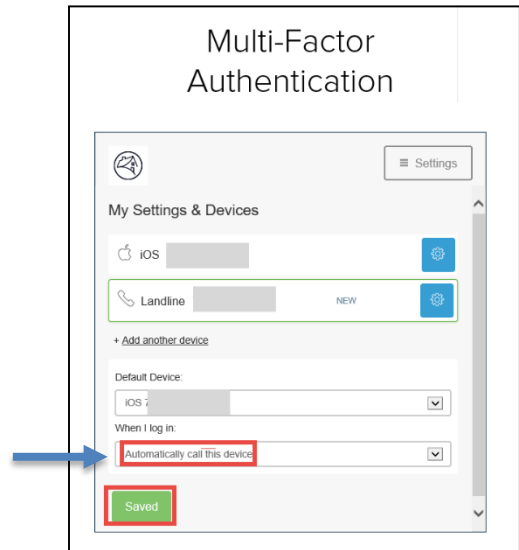 Multi-Factor
Authentication
≡ Settings
My Settings & Devices
iOS
Landline NEW
+ Add another device
Default Device:
iOS 7
When I log in:
Automatically call this device
Saved